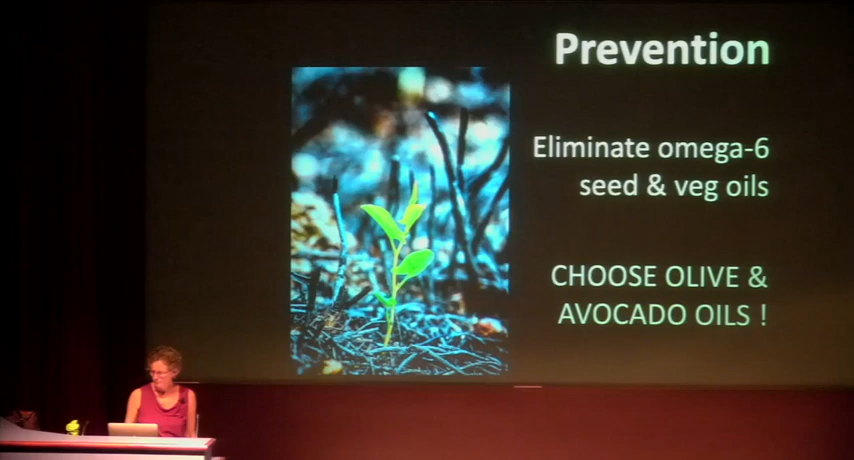 Prevention
Eliminate omega-6
seed & veg oils
CHOOSE OLIVE &
AVOCADO OILS !